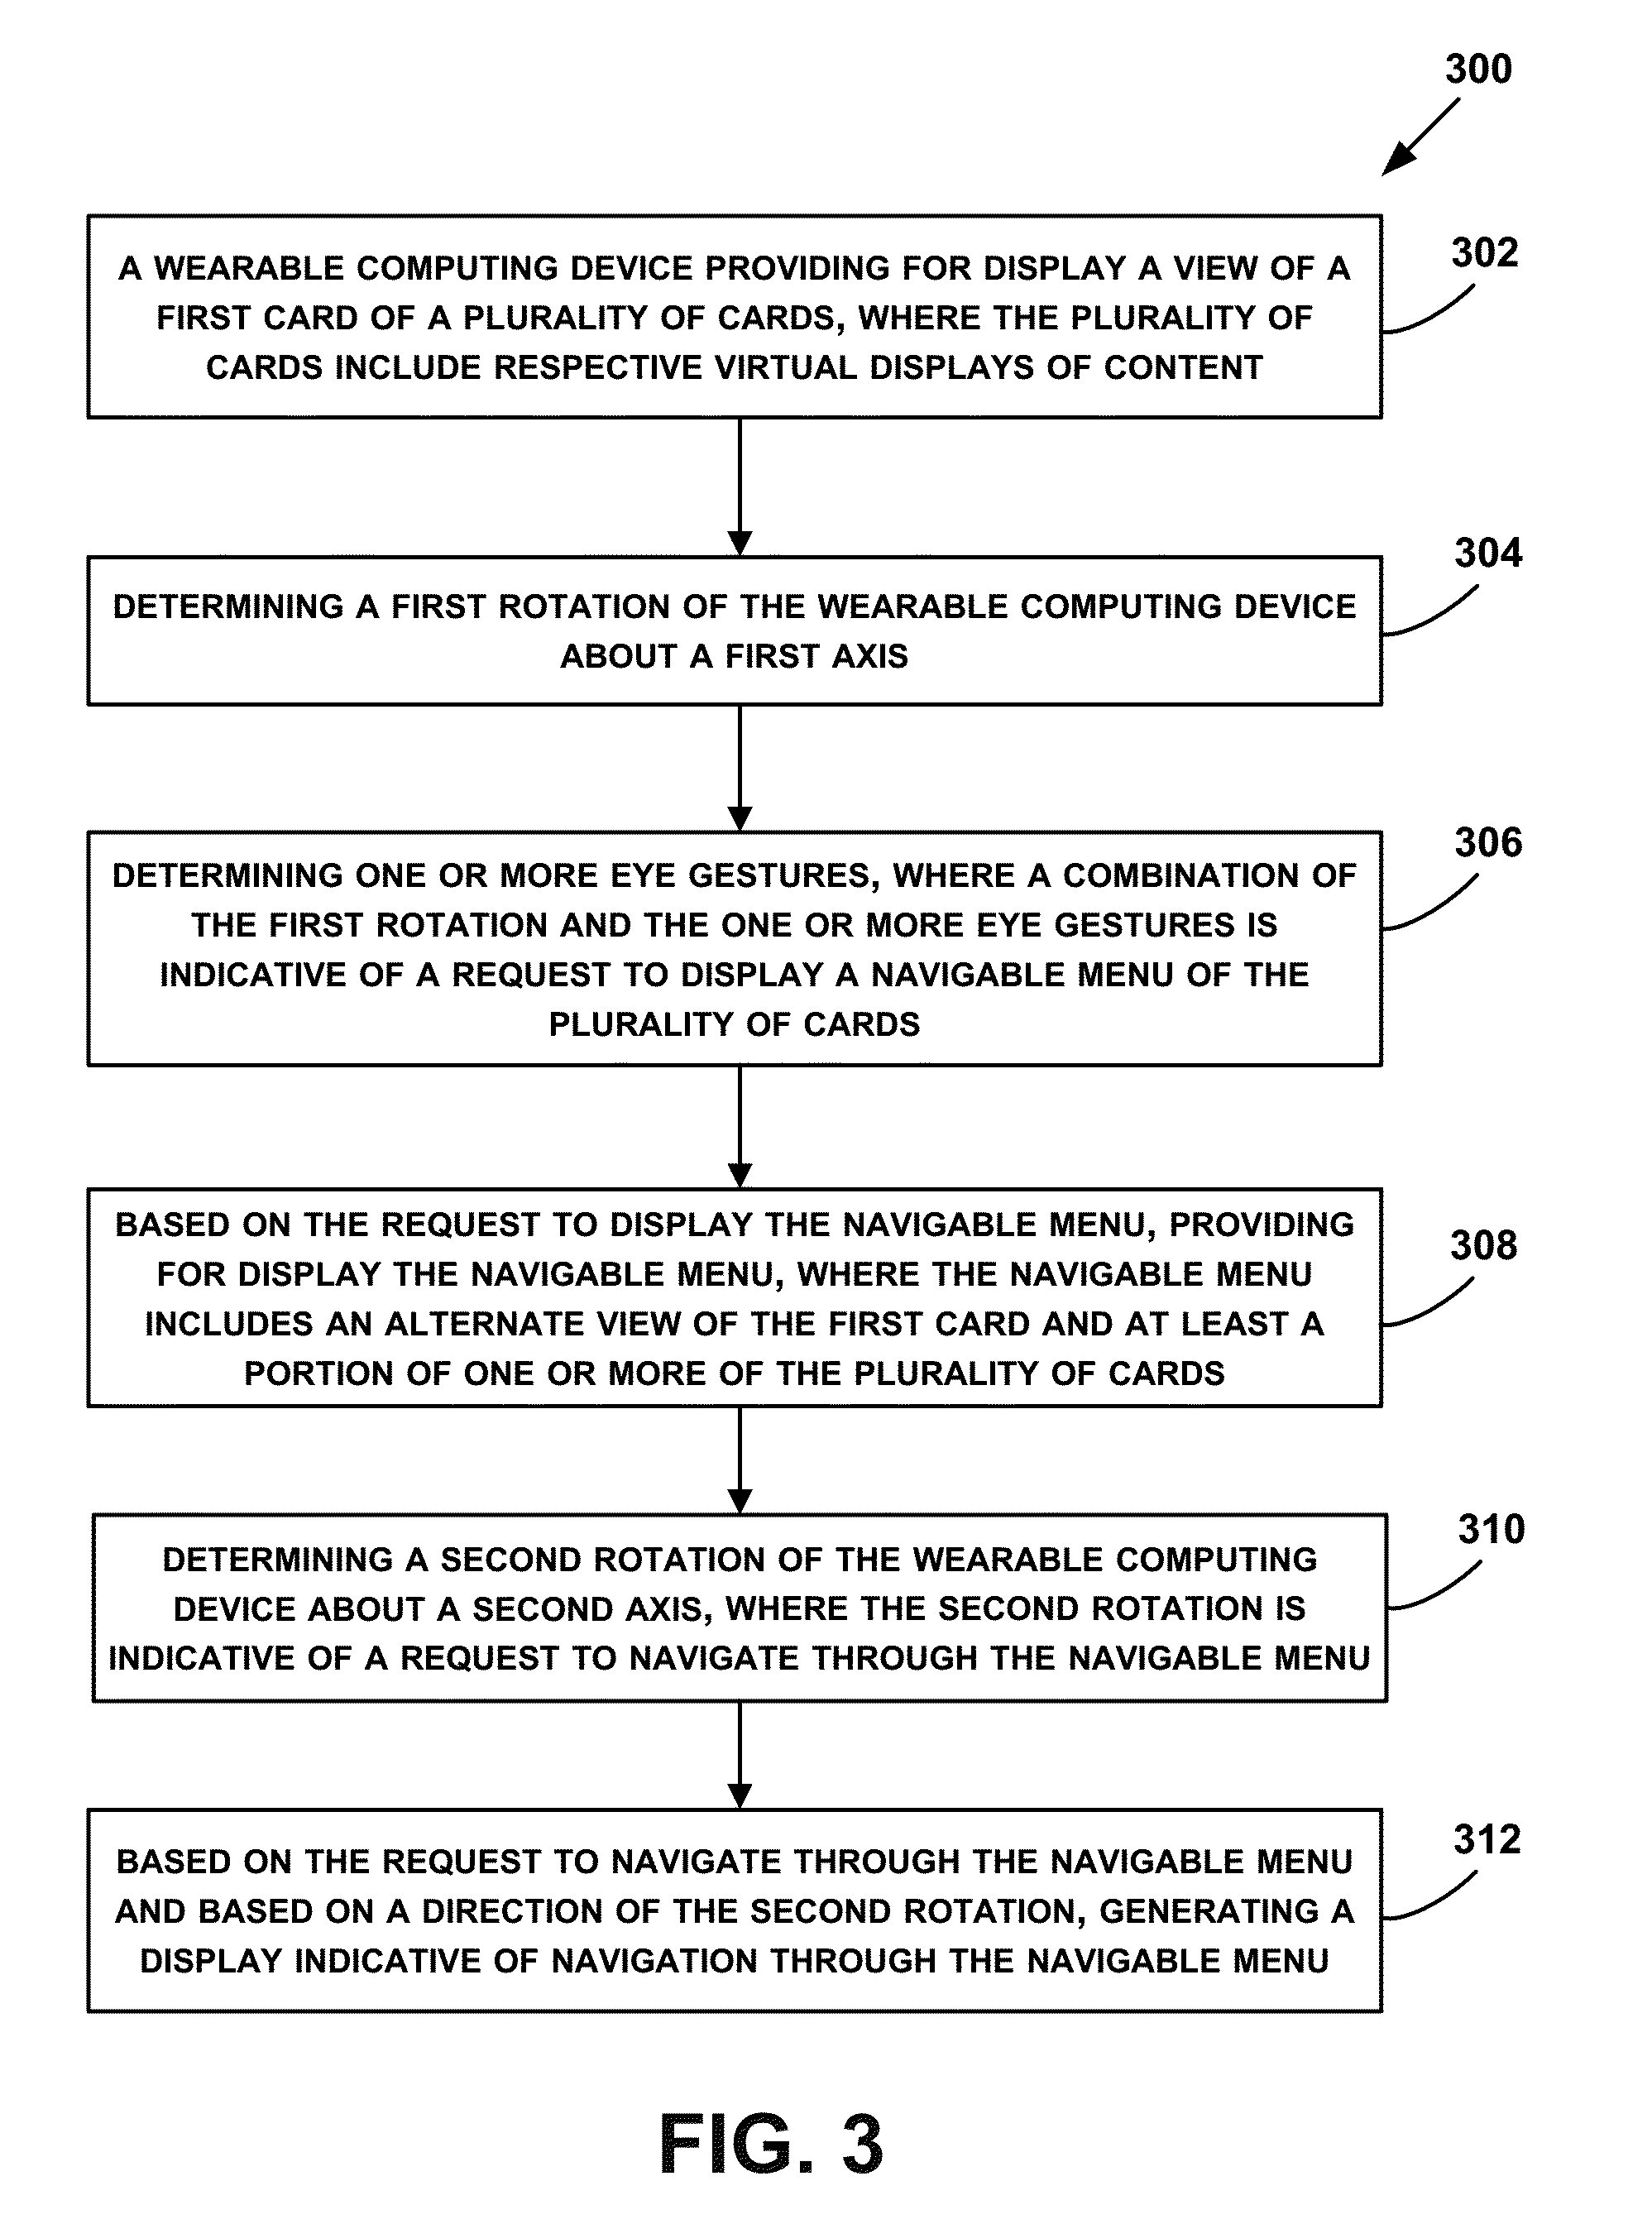 300
A WEARABLE COMPUTING DEVICE PROVIDING FOR DISPLAY A VIEW OF A
FIRST CARD OF A PLURALITY OF CARDS, WHERE THE PLURALITY OF
CARDS INCLUDE RESPECTIVE VIRTUAL DISPLAYS OF CONTENT
302
DETERMINING A FIRST ROTATION OF THE WEARABLE COMPUTING DEVICE
ABOUT A FIRST AXIS
304
DETERMINING ONE OR MORE EYE GESTURES, WHERE A COMBINATION OF
THE FIRST ROTATION AND THE ONE OR MORE EYE GESTURES IS
INDICATIVE OF A REQUEST TO DISPLAY A NAVIGABLE MENU OF THE
PLURALITY OF CARDS
306
BASED ON THE REQUEST TO DISPLAY THE NAVIGABLE MENU, PROVIDING
FOR DISPLAY THE NAVIGABLE MENU, WHERE THE NAVIGABLE MENU
INCLUDES AN ALTERNATE VIEW OF THE FIRST CARD AND AT LEAST A
PORTION OF ONE OR MORE OF THE PLURALITY OF CARDS
308
DETERMINING A SECOND ROTATION OF THE WEARABLE COMPUTING
DEVICE ABOUT A SECOND AXIS, WHERE THE SECOND ROTATION IS
INDICATIVE OF A REQUEST TO NAVIGATE THROUGH THE NAVIGABLE MENU
310
BASED ON THE REQUEST TO NAVIGATE THROUGH THE NAVIGABLE MENU
AND BASED ON A DIRECTION OF THE SECOND ROTATION, GENERATING A
DISPLAY INDICATIVE OF NAVIGATION THROUGH THE NAVIGABLE MENU
312
FIG. 3